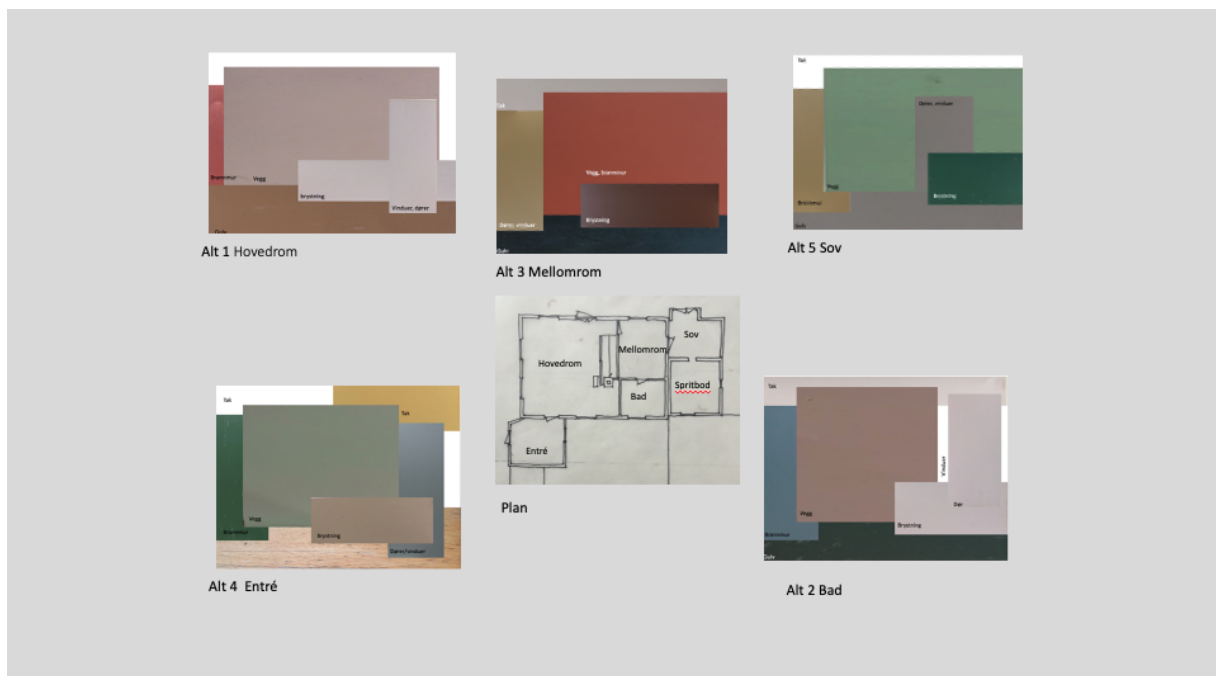 Brannmur
Vegg
Brystning
Vinduer, dører
Gulv
Alt 1 Hovedrom
Tak
Vegg, brannmur
Brystning
Dører, vinduer
Gulv
Alt 3 Mellomrom
Tak
Dører, vinduer
Vegg
Brystning
Brannmur
Gulv
Alt 5 Sov
Hovedrom
Mellomrom
Sov
Spritbod
Bad
Entré
Plan
Tak
Tak
Vegg
Brannmur
Brystning
Dører/vinduer
Alt 4 Entré
Tak
Vinduer
Vegg
Dør
Brystning
Brannmur
Gulv
Alt 2 Bad